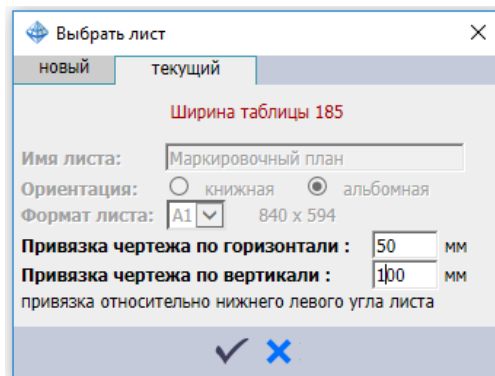 Выбрать лист
новый текущий
Ширина таблицы 185
Имя листа: Маркировочный план
Ориентация: книжная альбомная
Формат листа: A1 840 x 594
Привязка чертежа по горизонтали : 50 мм
Привязка чертежа по вертикали : 100 мм
привязка относительно нижнего левого угла листа